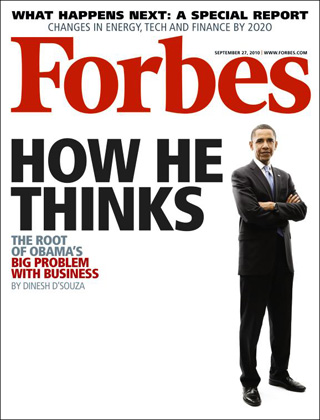 WHAT HAPPENS NEXT: A SPECIAL REPORT
CHANGES IN ENERGY, TECH AND FINANCE BY 2020
SEPTEMBER 27, 2010 | WWW.FORBES.COM
Forbes
HOW HE
THINKS
THE ROOT
OF OBAMA'S
BIG PROBLEM
WITH BUSINESS
BY DINESH D'SOUZA